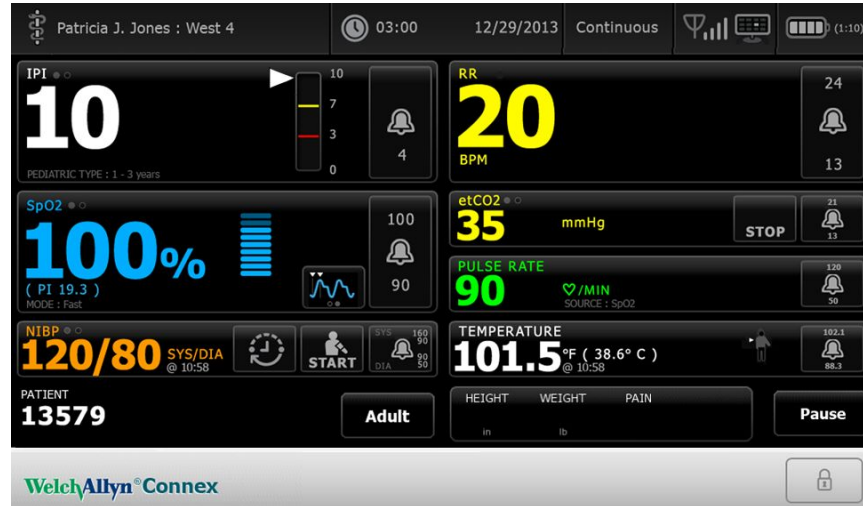 Patricia J. Jones : West 4
03:00
12/29/2013
Continuous
(1:10)
IPI
10
PEDIATRIC TYPE : 1 - 3 years
10
7
3
0
4
RR
20
BPM
24
13
SpO2
100%
( PI 19.3 )
MODE : Fast
100
90
etCO2
35 mmHg
STOP
21
13
PULSE RATE
90 /MIN
SOURCE : SpO2
120
50
NIBP
120/80 SYS/DIA
@ 10:58
START
SYS 160
90
DIA 90
50
TEMPERATURE
101.5 °F ( 38.6° C )
@ 10:58
102.1
88.3
PATIENT
13579
Adult
HEIGHT WEIGHT PAIN
in lb
Pause
WelchAllyn® Connex